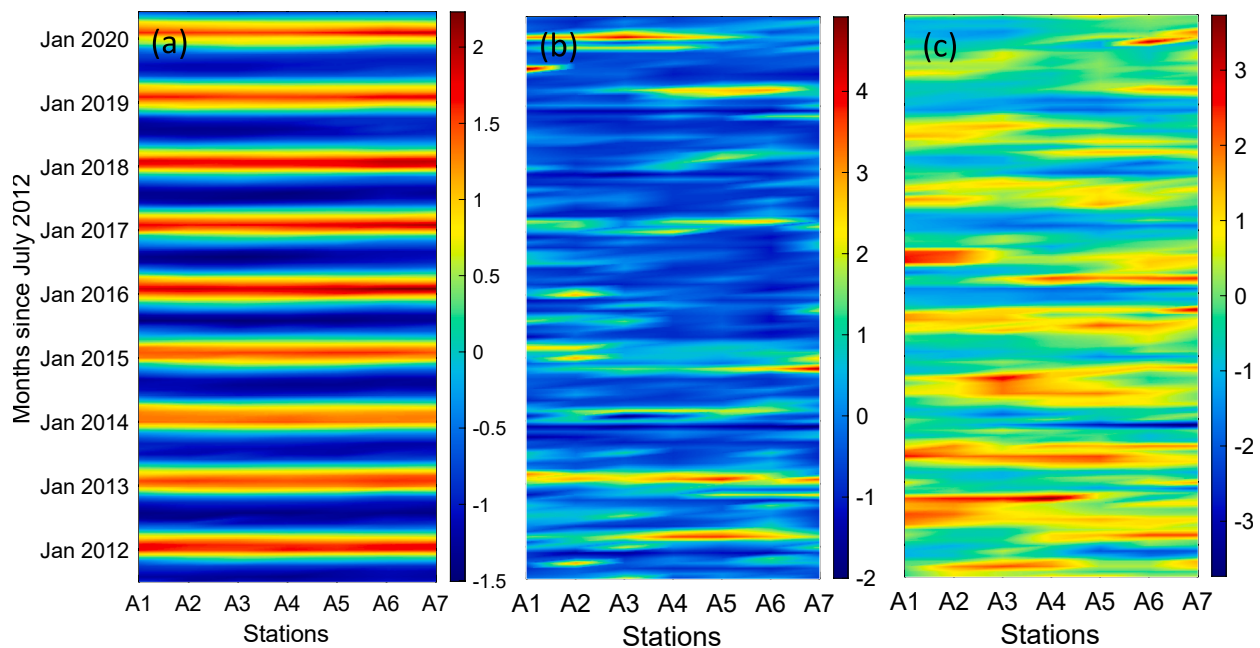 (a)
(b)
(c)
Months since July 2012
Jan 2020
Jan 2019
Jan 2018
Jan 2017
Jan 2016
Jan 2015
Jan 2014
Jan 2013
Jan 2012
A1 A2 A3 A4 A5 A6 A7
Stations
2
1.5
1
0.5
0
-0.5
-1
-1.5
A1 A2 A3 A4 A5 A6 A7
Stations
4
3
2
1
0
-1
-2
A1 A2 A3 A4 A5 A6 A7
Stations
3
2
1
0
-1
-2
-3